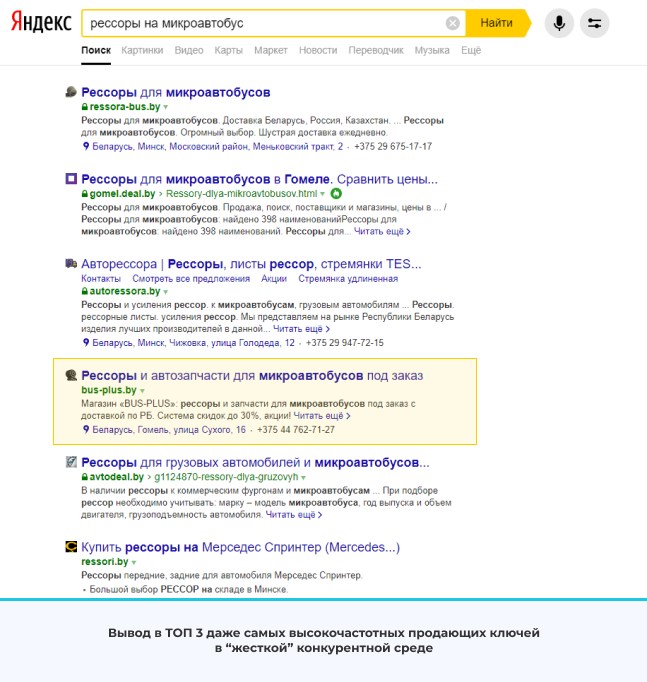 Яндекс
рессоры на микроавтобус
Найти
Поиск Картинки Видео Карты Маркет Новости Переводчик Музыка Ещё
Рессоры для микроавтобусов
ressora-bus.by
Рессоры для микроавтобусов. Доставка Беларусь, Россия, Казахстан. ... Рессоры
для микроавтобусов. Огромный выбор. Шустрая доставка ежедневно.
Беларусь, Минск, Московский район, Меньковский тракт, 2 · +375 29 675-17-17
Рессоры для микроавтобусов в Гомеле. Сравнить цены...
gomel.deal.by > Ressory-dlya-mikroavtobusov.html
Рессоры для микроавтобусов. Продажа, поиск, поставщики и магазины, цены в ... /
Рессоры для микроавтобусов: найдено 398 наименованийРессоры для
микроавтобусов: найдено 398 наименований. Рессоры для... Читать ещё >
Авторессора | Рессоры, листы рессор, стремянки TES...
Контакты Смотреть все предложения Акции Стремянка удлиненная
autoressora.by
Рессоры и усиления рессор. к микроавтобусам, грузовым автомобилям ... Рессоры.
рессорные листы. усиления рессор. Мы представляем на рынке Республики Беларусь
изделия лучших производителей в данной... Читать ещё >
Беларусь, Минск, Чижовка, улица Голодеда, 12 · +375 29 947-72-15
Рессоры и автозапчасти для микроавтобусов под заказ
bus-plus.by
Магазин «BUS-PLUS»: рессоры и запчасти для микроавтобусов под заказ с
доставкой по РБ. Система скидок до 30%, акции! Читать ещё >
Беларусь, Гомель, улица Сухого, 16 · +375 44 762-71-27
Рессоры для грузовых автомобилей и микроавтобусов...
avtodeal.by > g1124870-ressory-dlya-gruzovyh
В наличии рессоры к коммерческим фургонам и микроавтобусам ... При подборе
рессор необходимо учитывать: марку – модель микроавтобуса, год выпуска и объем
двигателя, грузоподъемность автомобиля. Читать ещё >
Купить рессоры на Мерседес Спринтер (Mercedes...)
ressori.by
Рессоры передние, задние для автомобиля Мерседес Спринтер.
• Большой выбор РЕССОР на складе в Минске.
Вывод в ТОП 3 даже самых высокочастотных продающих ключей
в “жесткой” конкурентной среде